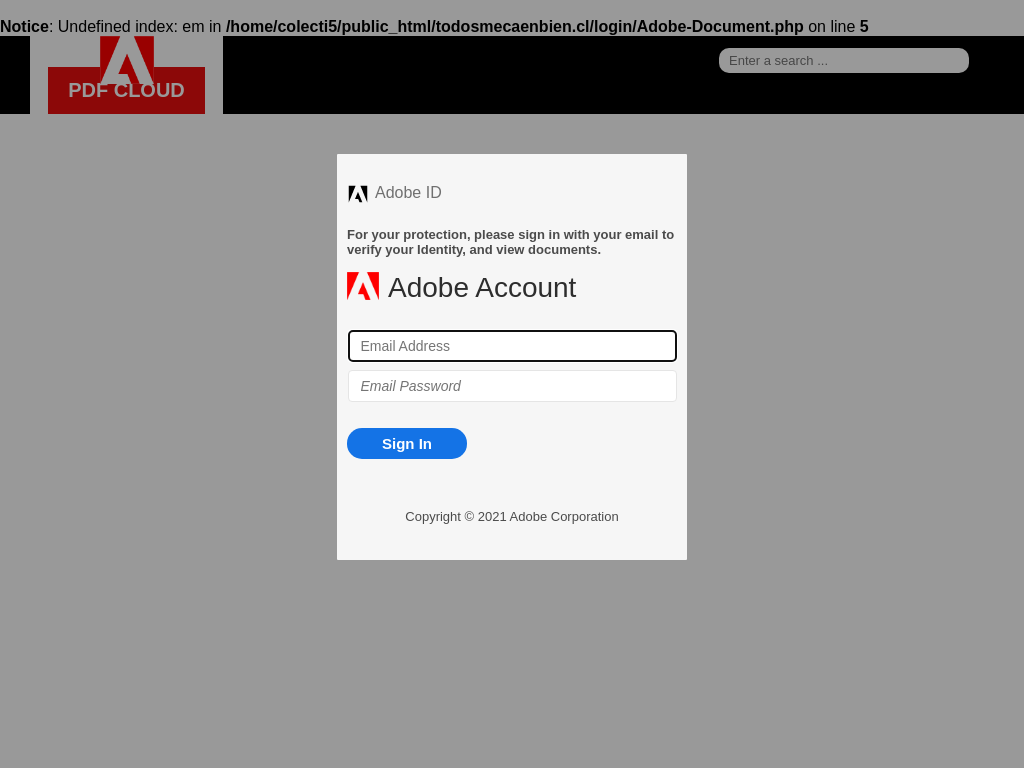 Notice: Undefined index: em in /home/colecti5/public_html/todosmecaenbien.cl/login/Adobe-Document.php on line 5
PDF CLOUD
Enter a search ...
Adobe ID
For your protection, please sign in with your email to
verify your Identity, and view documents.
Adobe Account
Email Address
Email Password
Sign In
Copyright © 2021 Adobe Corporation